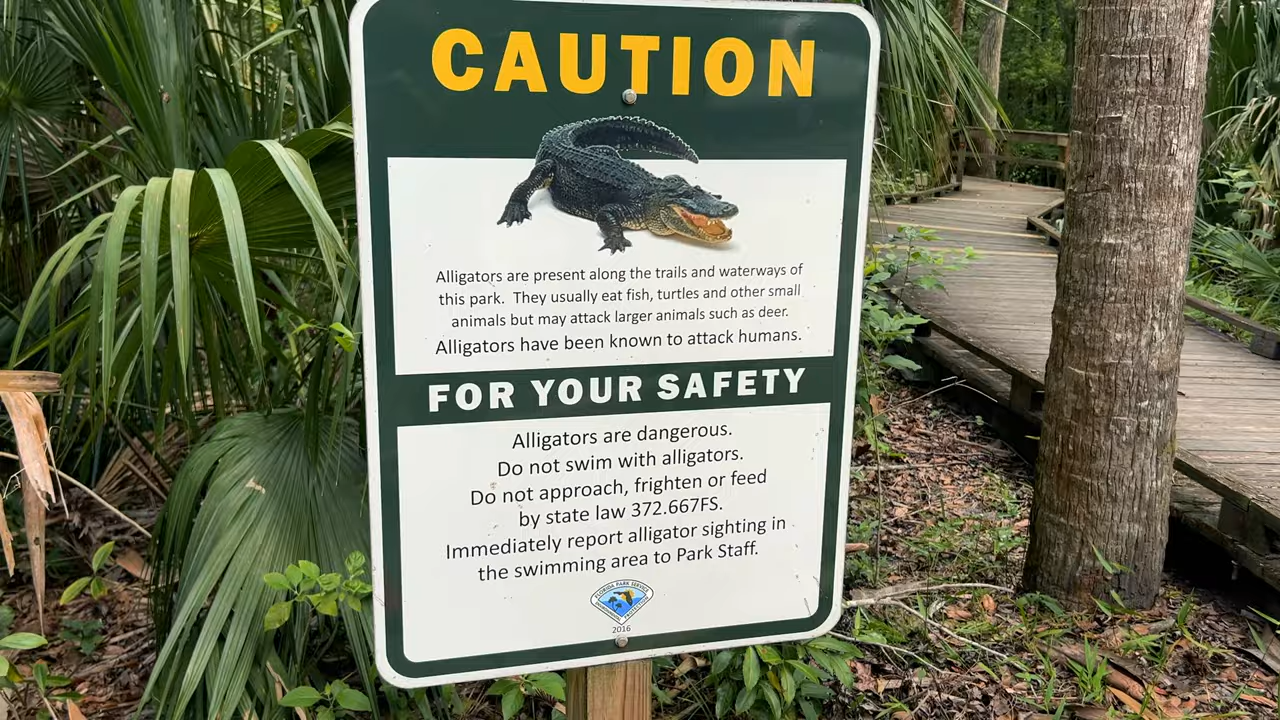 CAUTION
Alligators are present along the trails and waterways of
this park. They usually eat fish, turtles and other small
animals but may attack larger animals such as deer.
Alligators have been known to attack humans.
FOR YOUR SAFETY
Alligators are dangerous.
Do not swim with alligators.
Do not approach, frighten or feed
by state law 372.667FS.
Immediately report alligator sighting in
the swimming area to Park Staff.
FLORIDA PARK SERVICE
2016